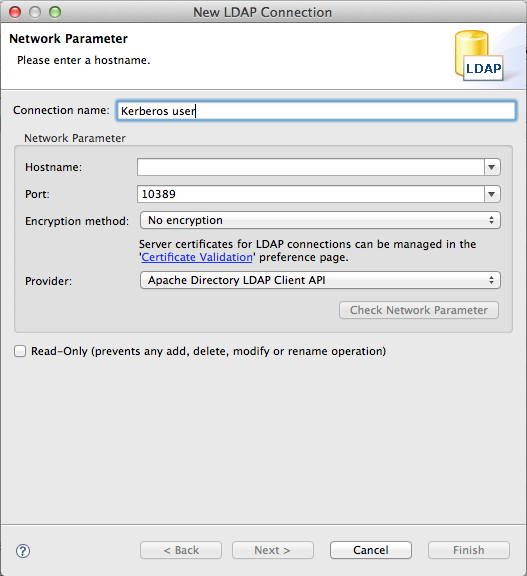 New LDAP Connection
Network Parameter
Please enter a hostname.
LDAP
Connection name: Kerberos user
Network Parameter
Hostname:
Port: 10389
Encryption method: No encryption
Server certificates for LDAP connections can be managed in the
'Certificate Validation' preference page.
Provider: Apache Directory LDAP Client API
Check Network Parameter
Read-Only (prevents any add, delete, modify or rename operation)
? < Back Next > Cancel Finish